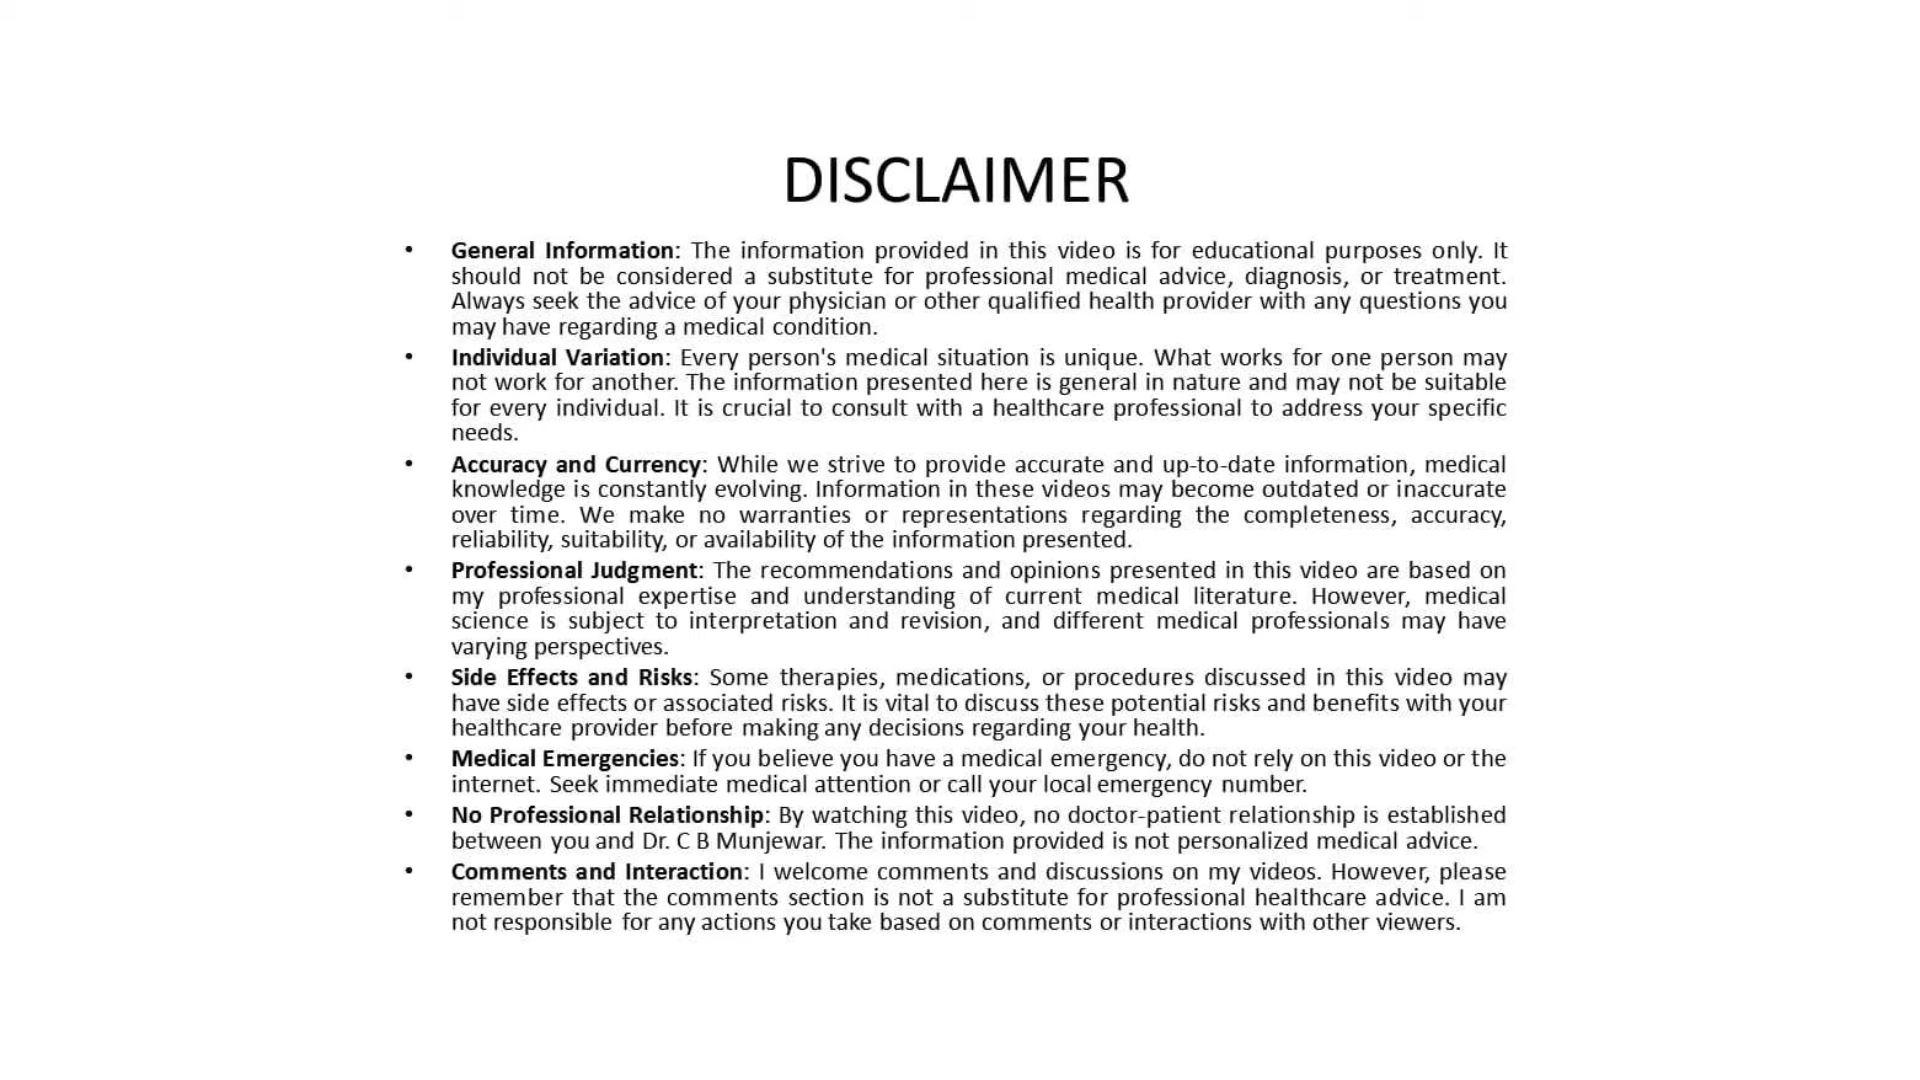 DISCLAIMER
• General Information: The information provided in this video is for educational purposes only. It
should not be considered a substitute for professional medical advice, diagnosis, or treatment.
Always seek the advice of your physician or other qualified health provider with any questions you
may have regarding a medical condition.
• Individual Variation: Every person's medical situation is unique. What works for one person may
not work for another. The information presented here is general in nature and may not be suitable
for every individual. It is crucial to consult with a healthcare professional to address your specific
needs.
• Accuracy and Currency: While we strive to provide accurate and up-to-date information, medical
knowledge is constantly evolving. Information in these videos may become outdated or inaccurate
over time. We make no warranties or representations regarding the completeness, accuracy,
reliability, suitability, or availability of the information presented.
• Professional Judgment: The recommendations and opinions presented in this video are based on
my professional expertise and understanding of current medical literature. However, medical
science is subject to interpretation and revision, and different medical professionals may have
varying perspectives.
• Side Effects and Risks: Some therapies, medications, or procedures discussed in this video may
have side effects or associated risks. It is vital to discuss these potential risks and benefits with your
healthcare provider before making any decisions regarding your health.
• Medical Emergencies: If you believe you have a medical emergency, do not rely on this video or the
internet. Seek immediate medical attention or call your local emergency number.
• No Professional Relationship: By watching this video, no doctor-patient relationship is established
between you and Dr. C B Munjewar. The information provided is not personalized medical advice.
• Comments and Interaction: I welcome comments and discussions on my videos. However, please
remember that the comments section is not a substitute for professional healthcare advice. I am
not responsible for any actions you take based on comments or interactions with other viewers.